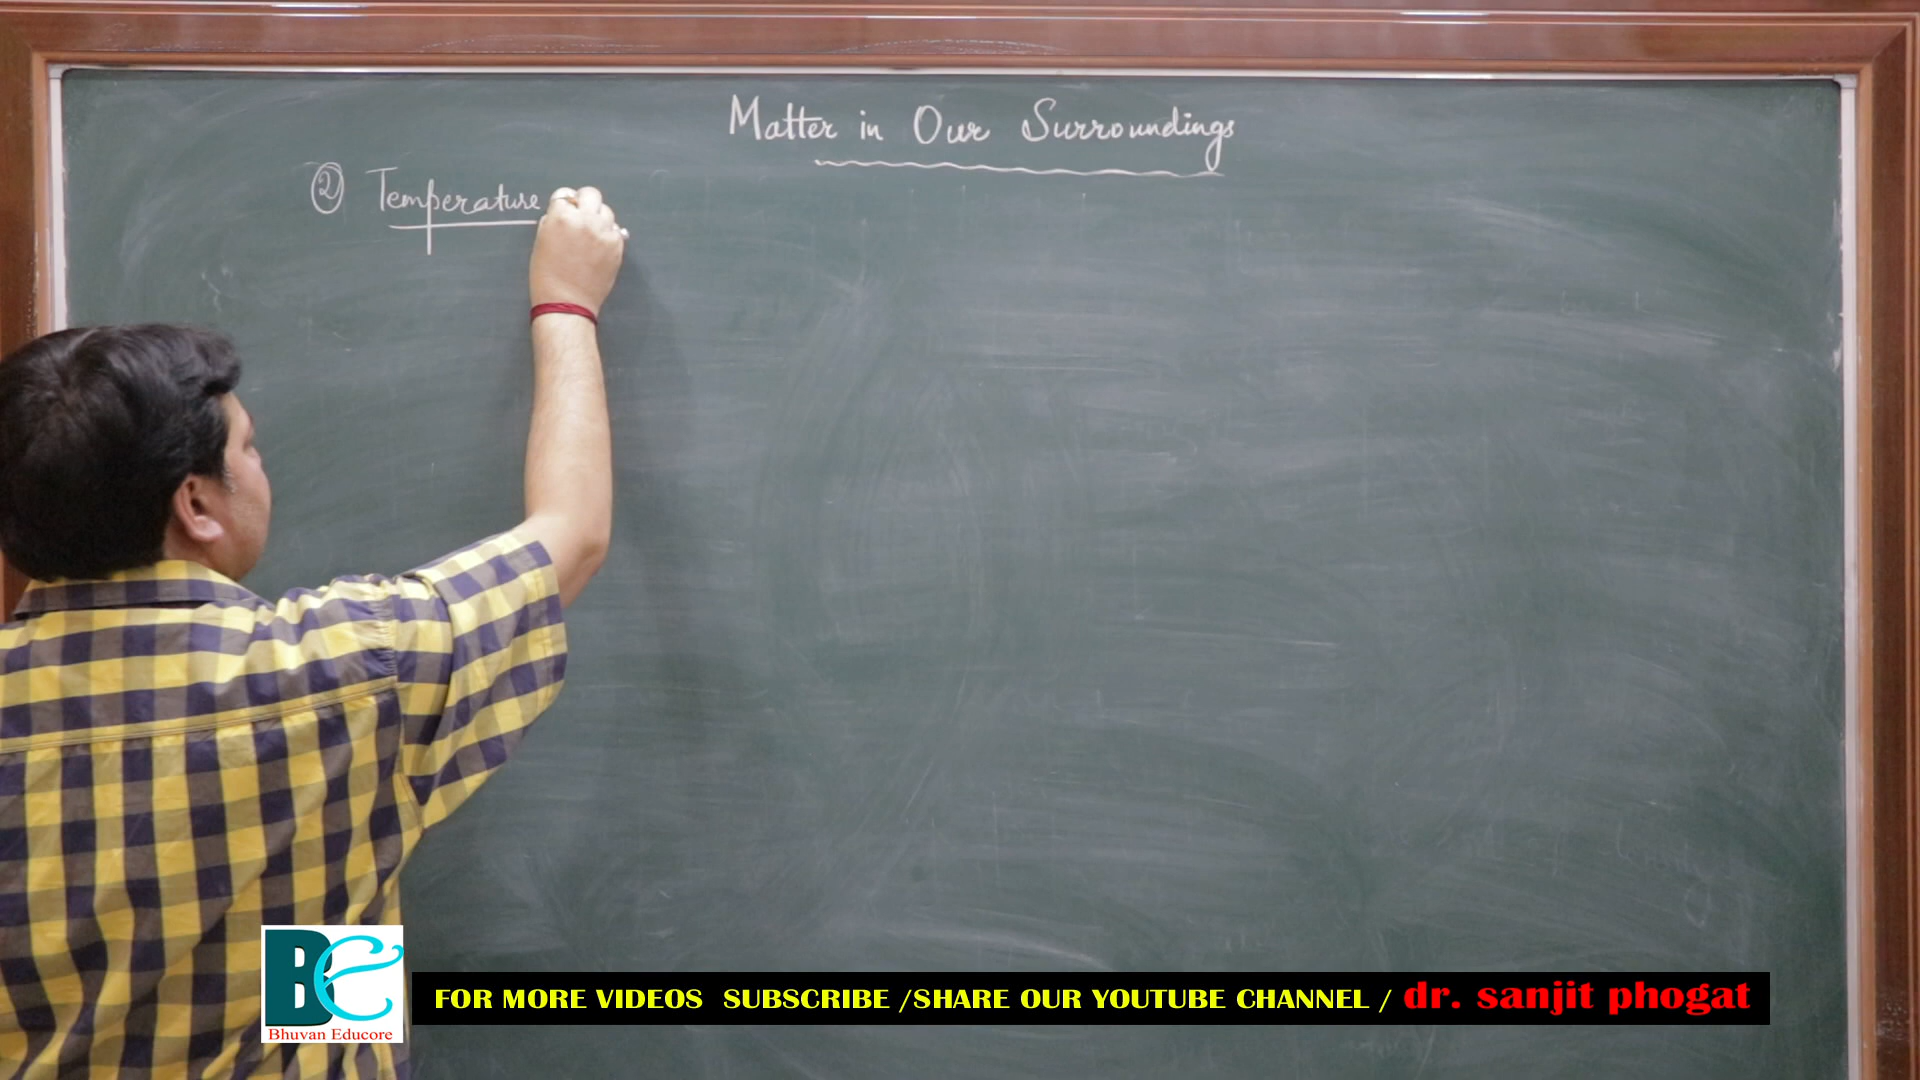 Matter in Our Surroundings
② Temperature
BE
Bhuvan Educore
FOR MORE VIDEOS SUBSCRIBE /SHARE OUR YOUTUBE CHANNEL / dr. sanjit phogat